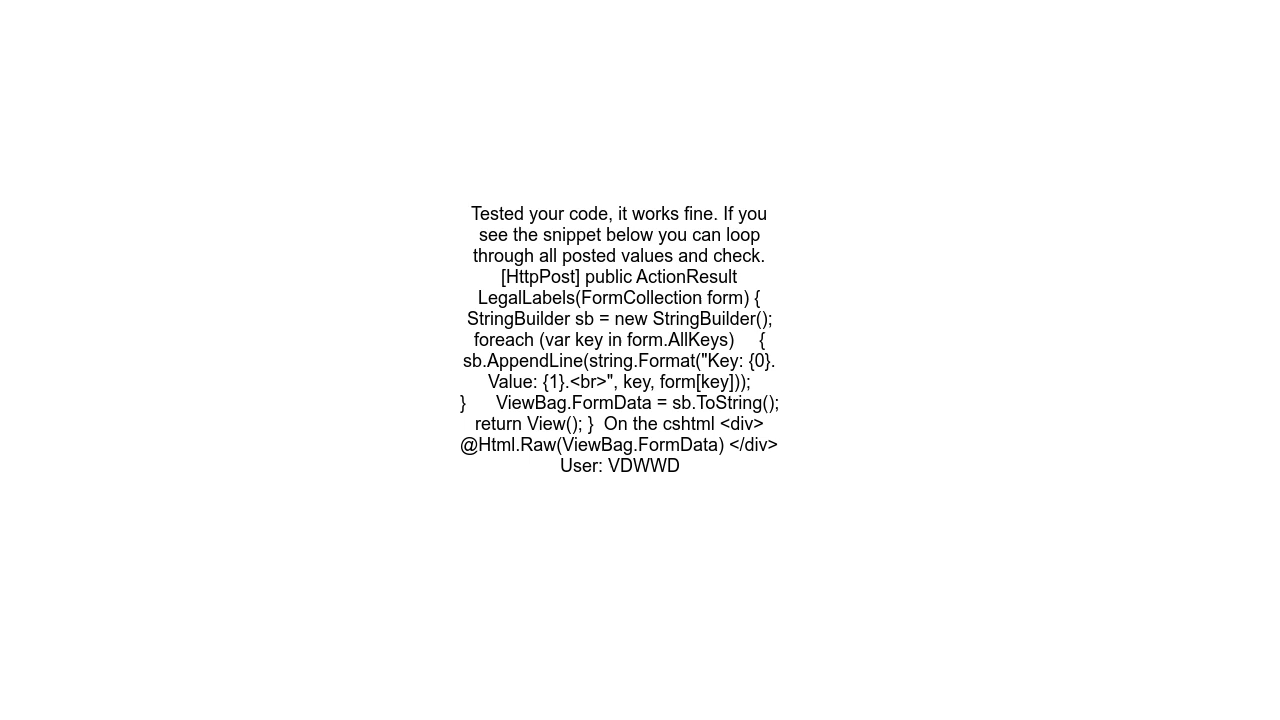 Tested your code, it works fine. If you
see the snippet below you can loop
through all posted values and check.
[HttpPost] public ActionResult
LegalLabels(FormCollection form) {
StringBuilder sb = new StringBuilder();
foreach (var key in form.AllKeys)     {
sb.AppendLine(string.Format("Key: {0}.
Value: {1}.<br>", key, form[key]));
}      ViewBag.FormData = sb.ToString();
return View(); }  On the cshtml <div>
@Html.Raw(ViewBag.FormData) </div>
User: VDWWD